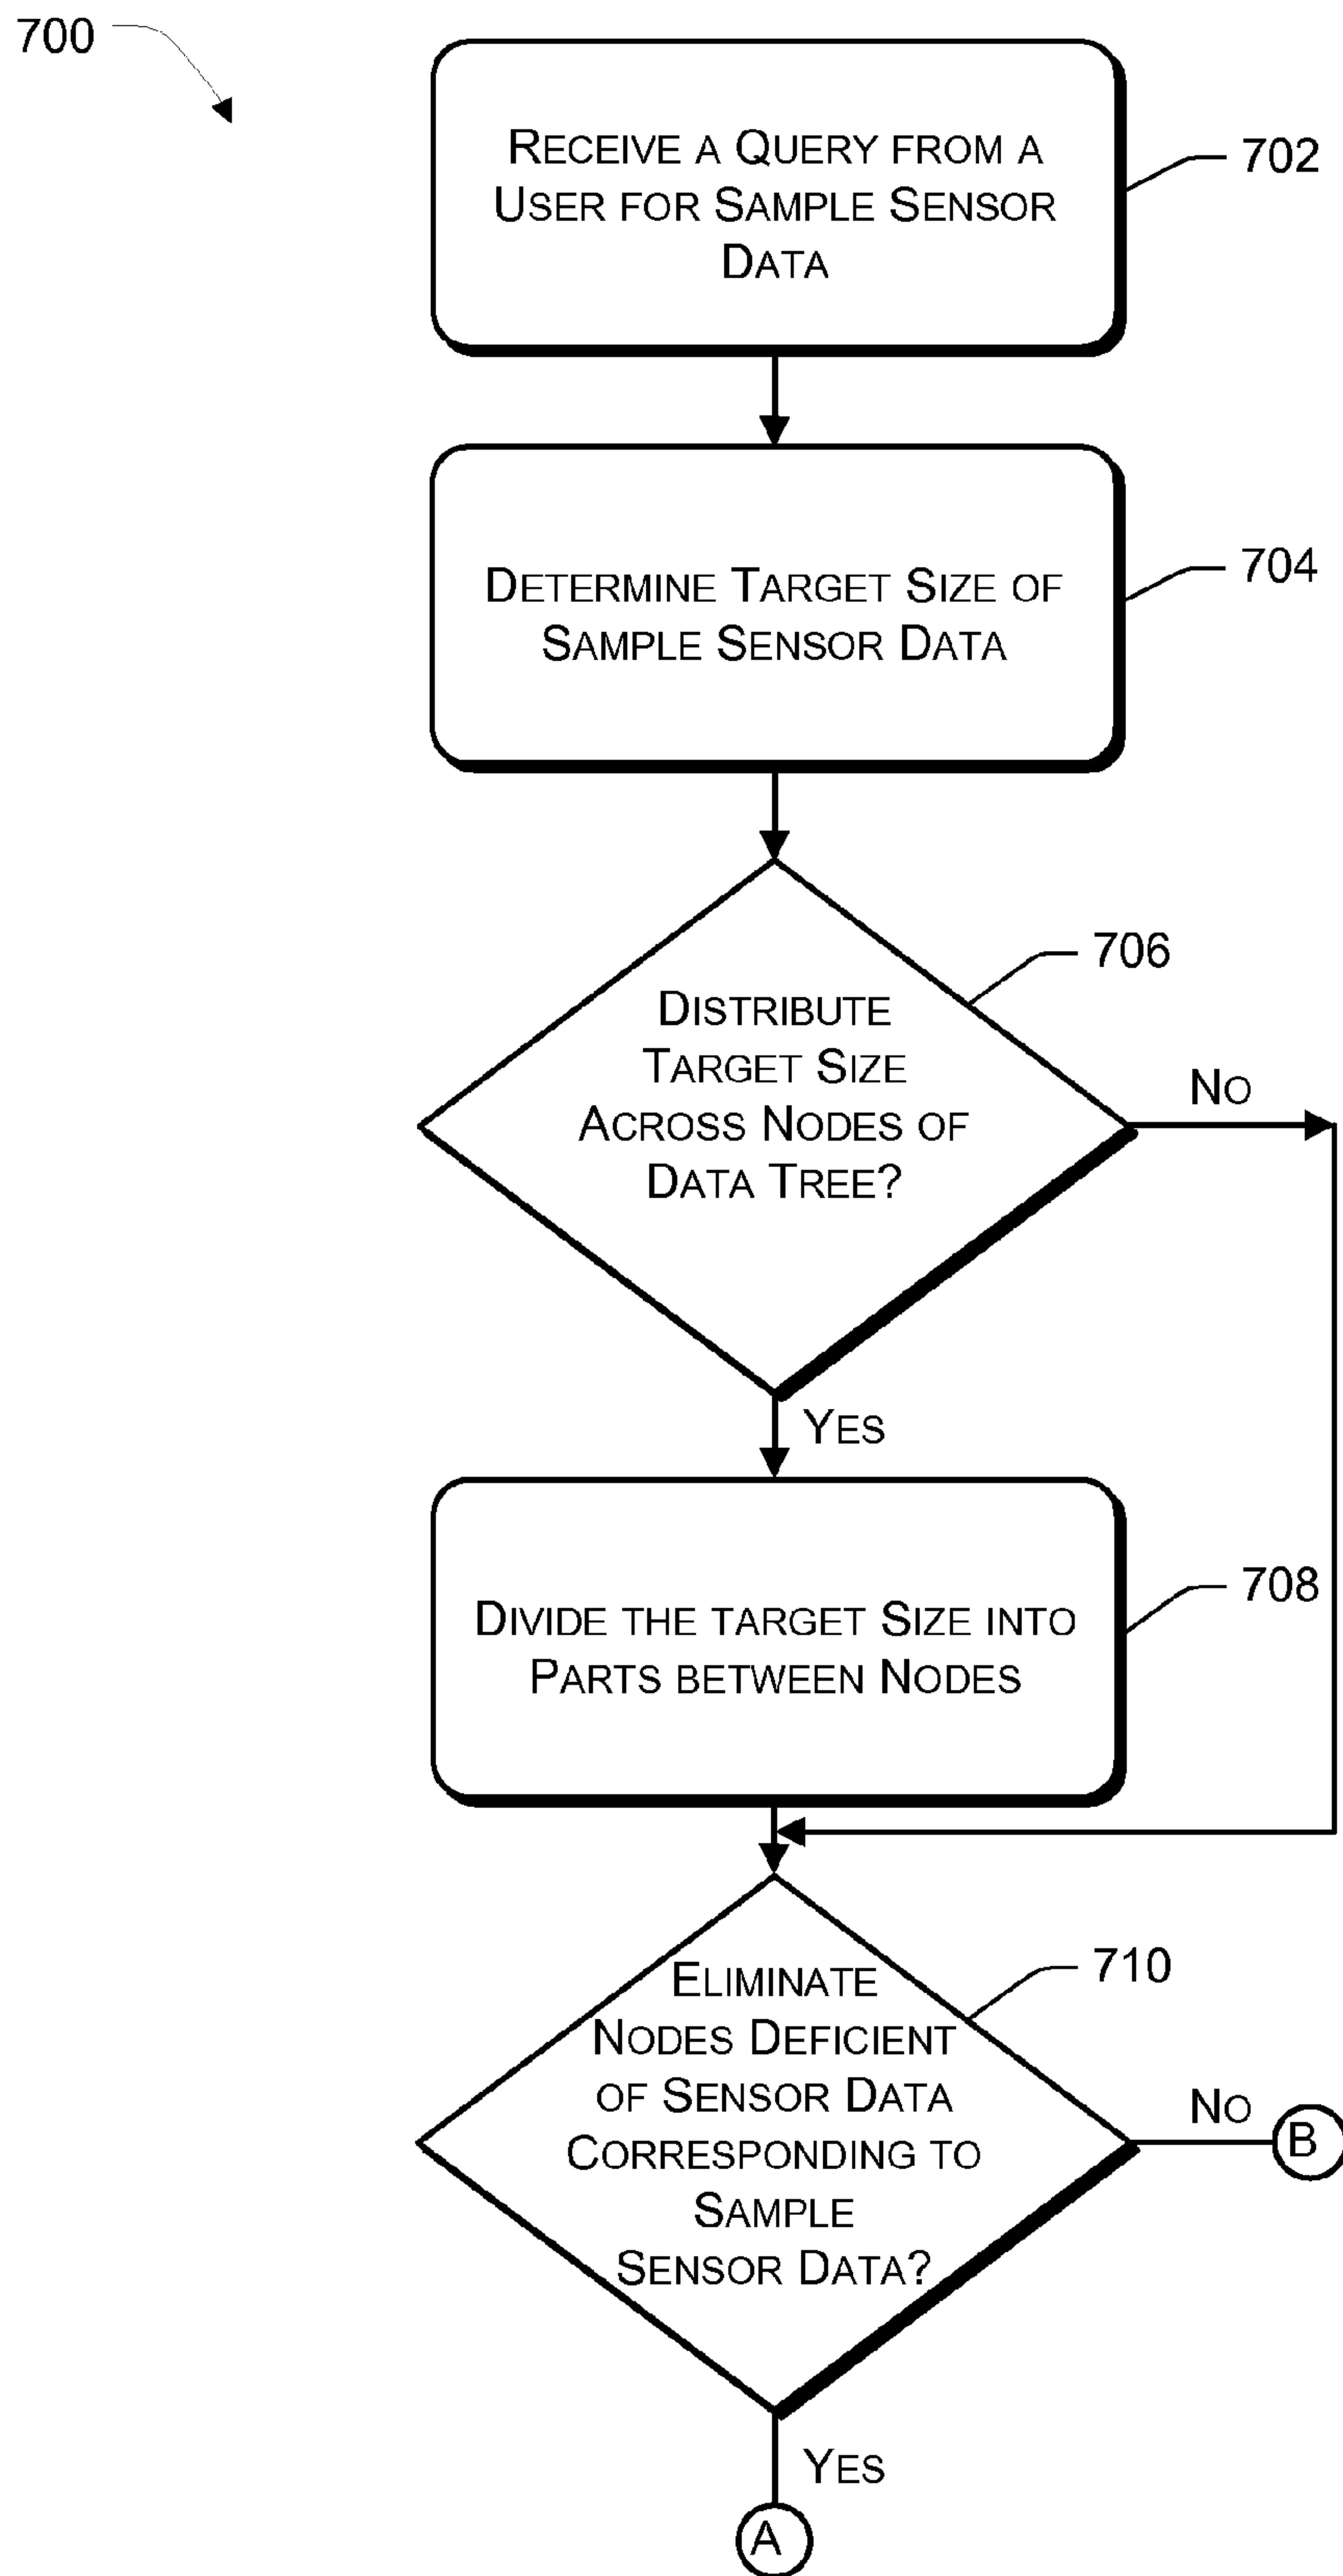 700
RECEIVE A QUERY FROM A
USER FOR SAMPLE SENSOR
DATA
702
DETERMINE TARGET SIZE OF
SAMPLE SENSOR DATA
704
706
DISTRIBUTE
TARGET SIZE
ACROSS NODES OF
DATA TREE?
NO
YES
DIVIDE THE TARGET SIZE INTO
PARTS BETWEEN NODES
708
ELIMINATE
NODES DEFICIENT
OF SENSOR DATA
CORRESPONDING TO
SAMPLE
SENSOR DATA?
710
NO
B
YES
A